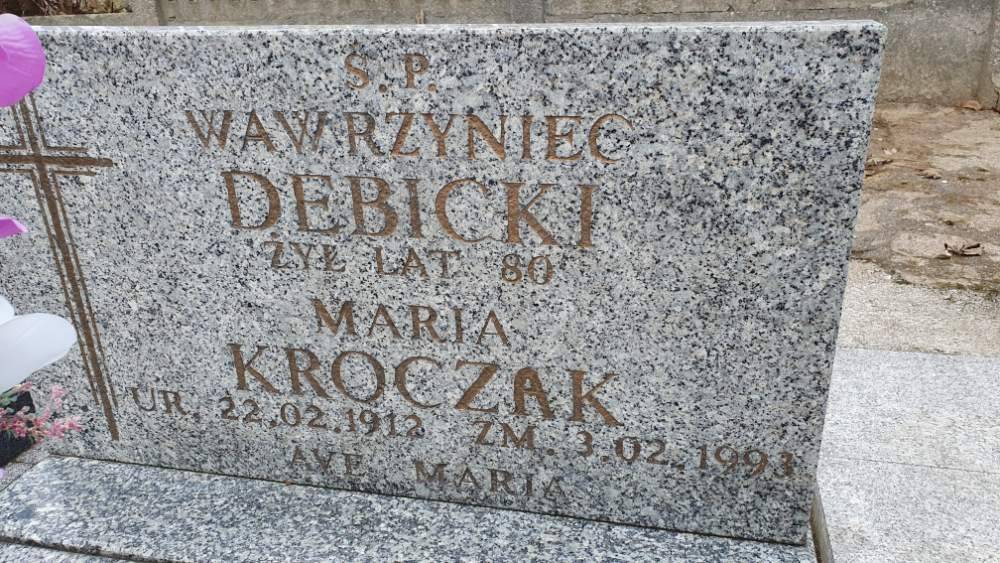 Ś. P.
WAWRZYNIEC
DĘBICKI
ŻYŁ LAT 80
MARIA
KROCZAK
UR. 22.02.1912 ZM. 3.02.1993
AVE MARIA